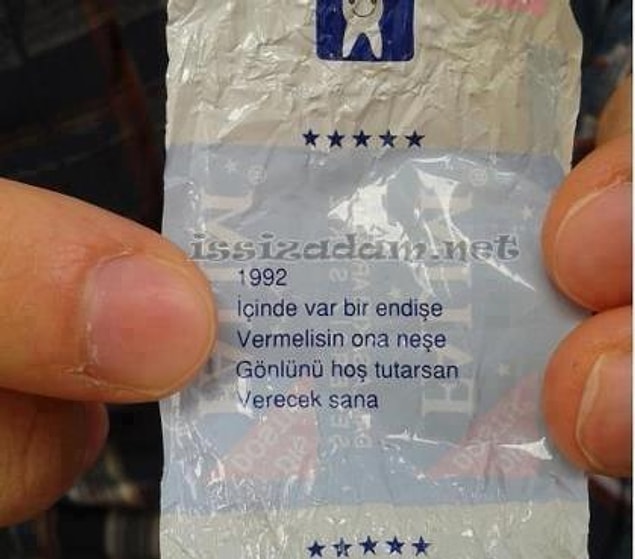 ★★★★★
issizadam.net
1992
İçinde var bir endişe
Vermelisin ona neşe
Gönlünü hoş tutarsan
Verecek sana
★★★★★